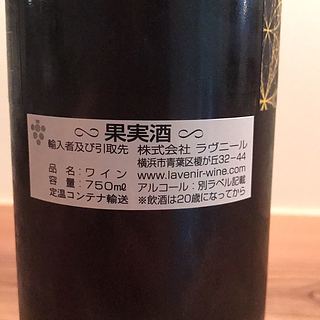 ∽ 果実酒 ∽
輸入者及び引取先 株式会社 ラヴニール
横浜市青葉区榎が丘32-44
品 名：ワイン www.lavenir-wine.com
容 量：750mℓ アルコール：別ラベル記載
定温コンテナ輸送 ※飲酒は20歳になってから